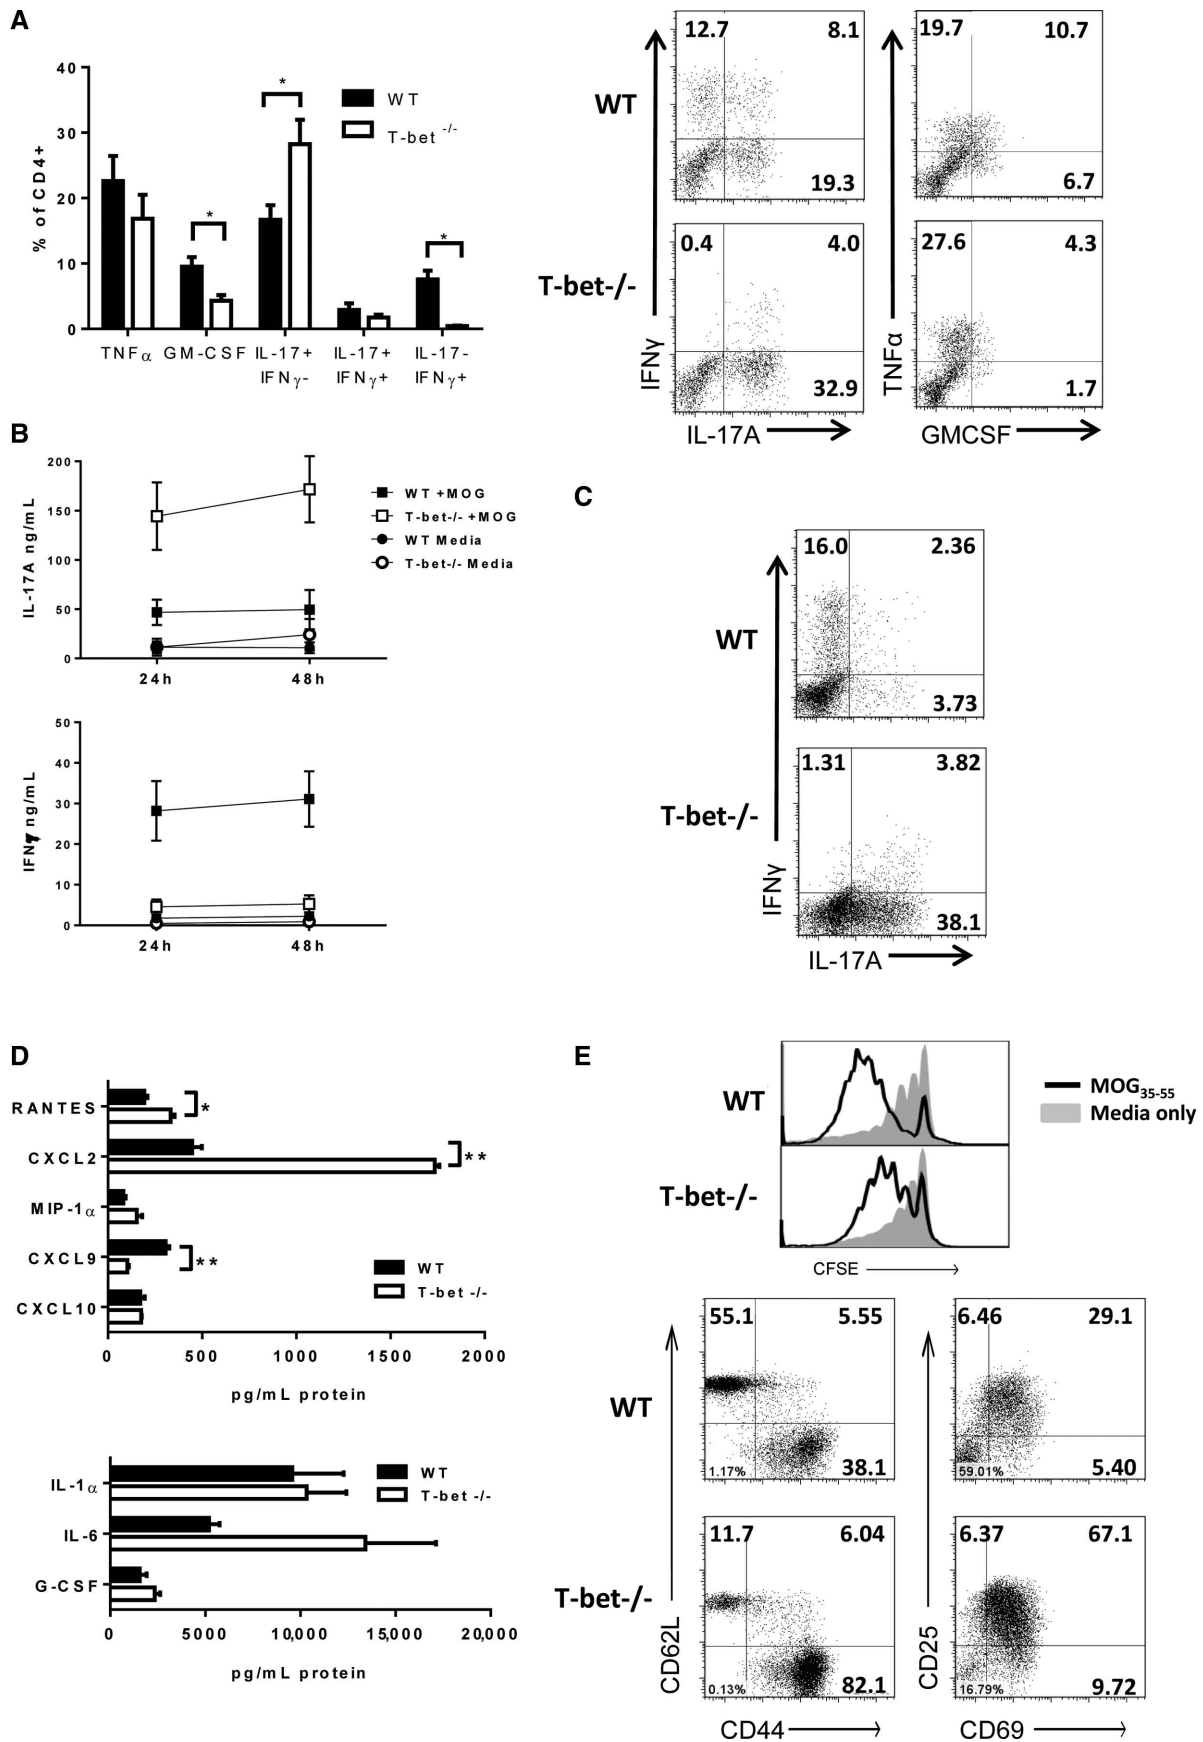 A
% of CD4+
40
30
20
10
0
*
*
*
WT
T-bet -/-
TNFα GM-CSF IL-17+ IL-17+ IL-17-
IFNγ- IFNγ+ IFNγ+
WT
T-bet-/-
12.7 8.1
19.3
0.4 4.0
32.9
IFNγ
IL-17A
19.7 10.7
6.7
27.6 4.3
1.7
TNFα
GMCSF
B
IL-17A ng/mL
200
150
100
50
0
24h 48h
WT +MOG
T-bet-/- +MOG
WT Media
T-bet-/- Media
IFNγ ng/mL
50
40
30
20
10
0
24h 48h
C
WT
16.0 2.36
3.73
T-bet-/-
1.31 3.82
38.1
IFNγ
IL-17A
D
RANTES
CXCL2
MIP-1α
CXCL9
CXCL10
*
**
**
WT
T-bet -/-
0 500 1000 1500 2000
pg/mL protein
IL-1α
IL-6
G-CSF
WT
T-bet -/-
0 5000 10,000 15,000 20,000
pg/mL protein
E
WT
T-bet-/-
MOG35-55
Media only
CFSE
WT
55.1 5.55
1.17% 38.1
6.46 29.1
59.01% 5.40
T-bet-/-
11.7 6.04
0.13% 82.1
6.37 67.1
16.79% 9.72
CD62L
CD44
CD25
CD69